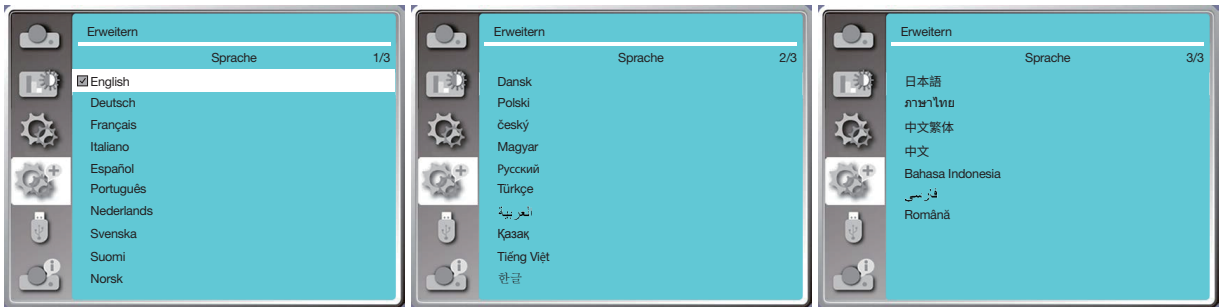 Erweitern
Sprache 1/3
English
Deutsch
Français
Italiano
Español
Português
Nederlands
Svenska
Suomi
Norsk
Erweitern
Sprache 2/3
Dansk
Polski
český
Magyar
Русский
Türkçe
العربية
Қазақ
Tiếng Việt
한글
Erweitern
Sprache 3/3
日本語
ภาษาไทย
中文繁体
中文
Bahasa Indonesia
فارسی
Română